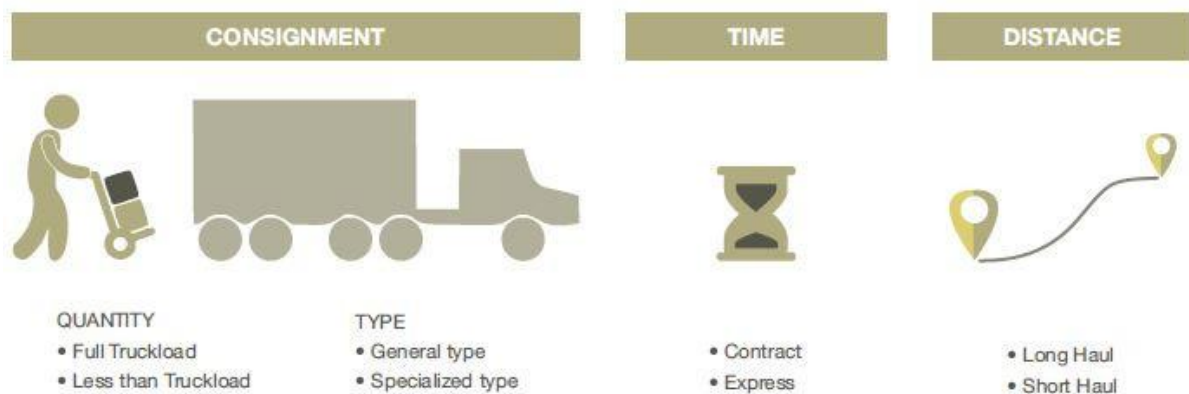 CONSIGNMENT
TIME
DISTANCE
QUANTITY
• Full Truckload
• Less than Truckload
TYPE
• General type
• Specialized type
• Contract
• Express
• Long Haul
• Short Haul